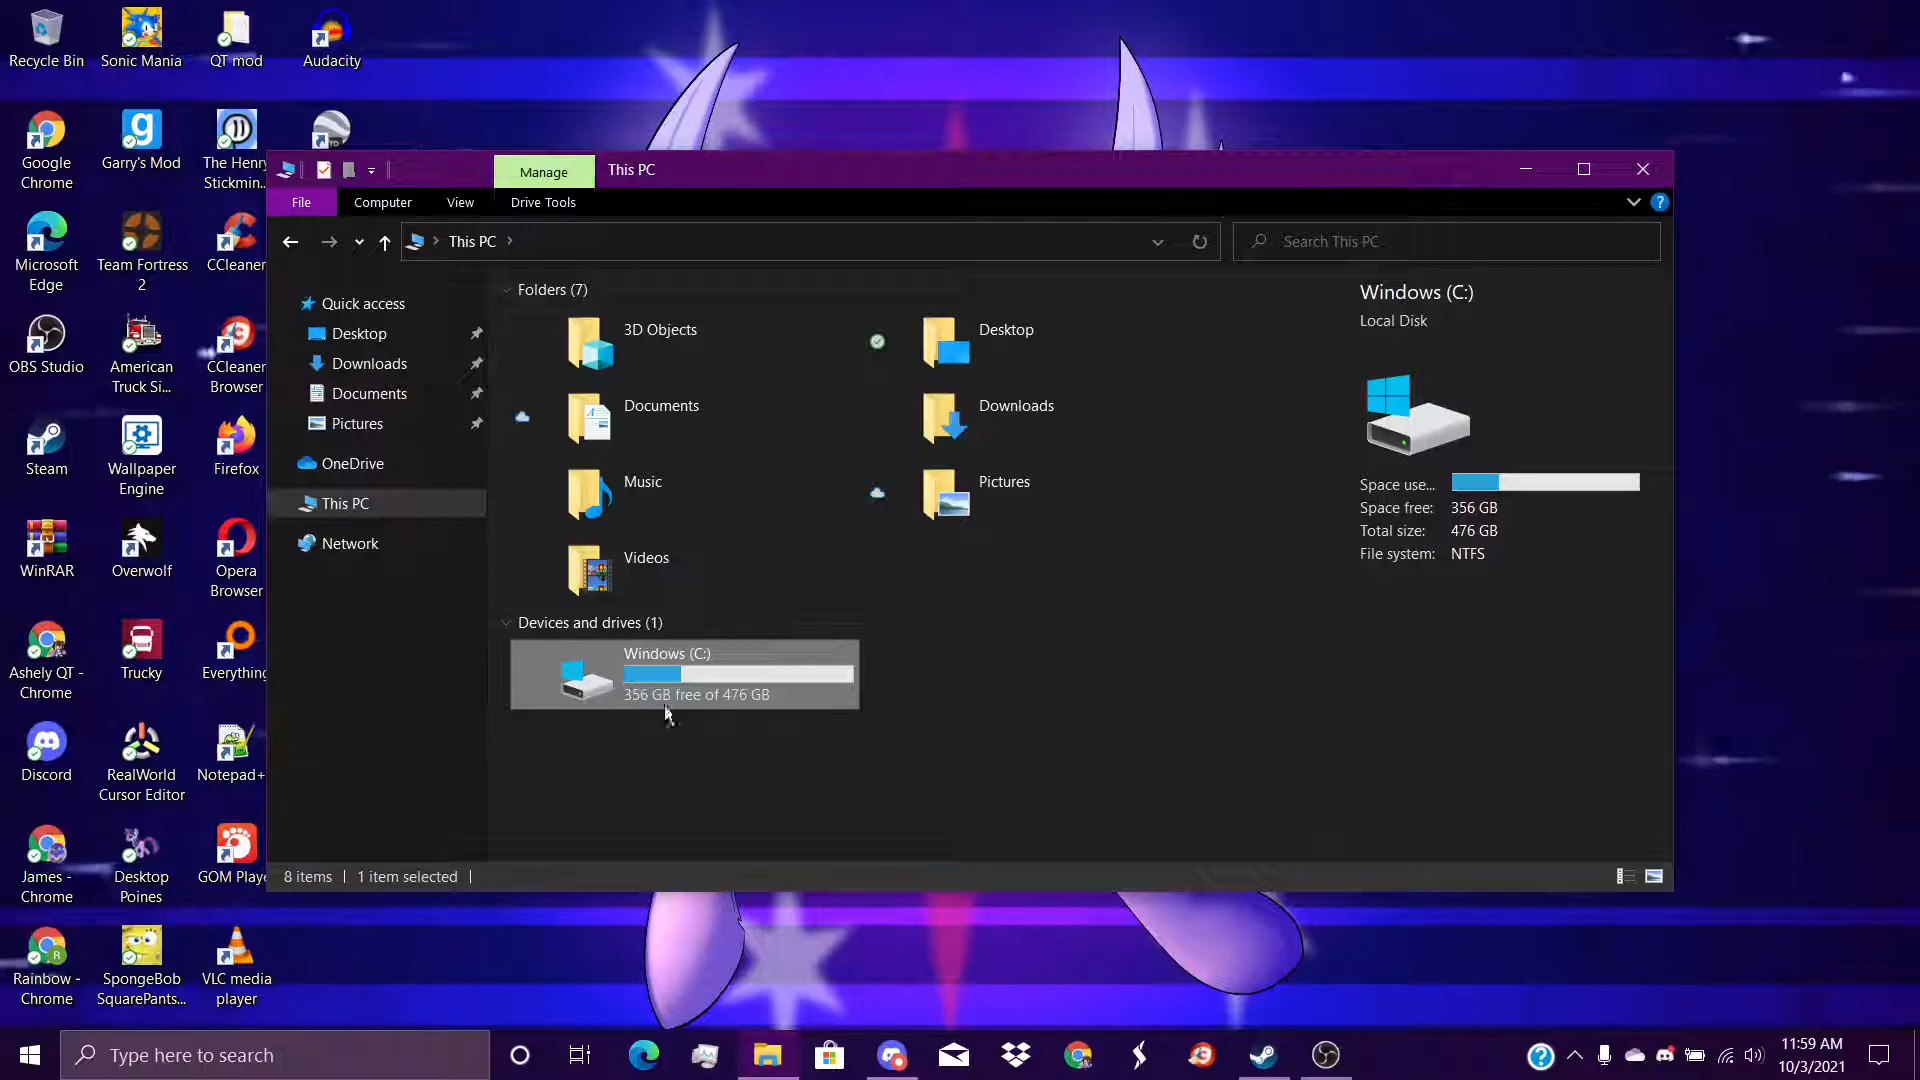 Recycle Bin
Sonic Mania
QT mod
Audacity
Google
Chrome
Garry's Mod
The Henry
Stickmin...
Microsoft
Edge
Team Fortress
2
CCleaner
OBS Studio
American
Truck Si...
CCleaner
Browser
Steam
Wallpaper
Engine
Firefox
WinRAR
Overwolf
Opera
Browser
Ashely QT -
Chrome
Trucky
Everything
Discord
RealWorld
Cursor Editor
Notepad+
James -
Chrome
Desktop
Poines
GOM Playe
Rainbow -
Chrome
SpongeBob
SquarePants...
VLC media
player
Manage
This PC
File
Computer
View
Drive Tools
This PC
Search This PC
Quick access
Desktop
Downloads
Documents
Pictures
OneDrive
This PC
Network
Folders (7)
3D Objects
Desktop
Documents
Downloads
Music
Pictures
Videos
Devices and drives (1)
Windows (C:)
356 GB free of 476 GB
Windows (C:)
Local Disk
Space use...
Space free: 356 GB
Total size: 476 GB
File system: NTFS
8 items
1 item selected
Type here to search
11:59 AM
10/3/2021